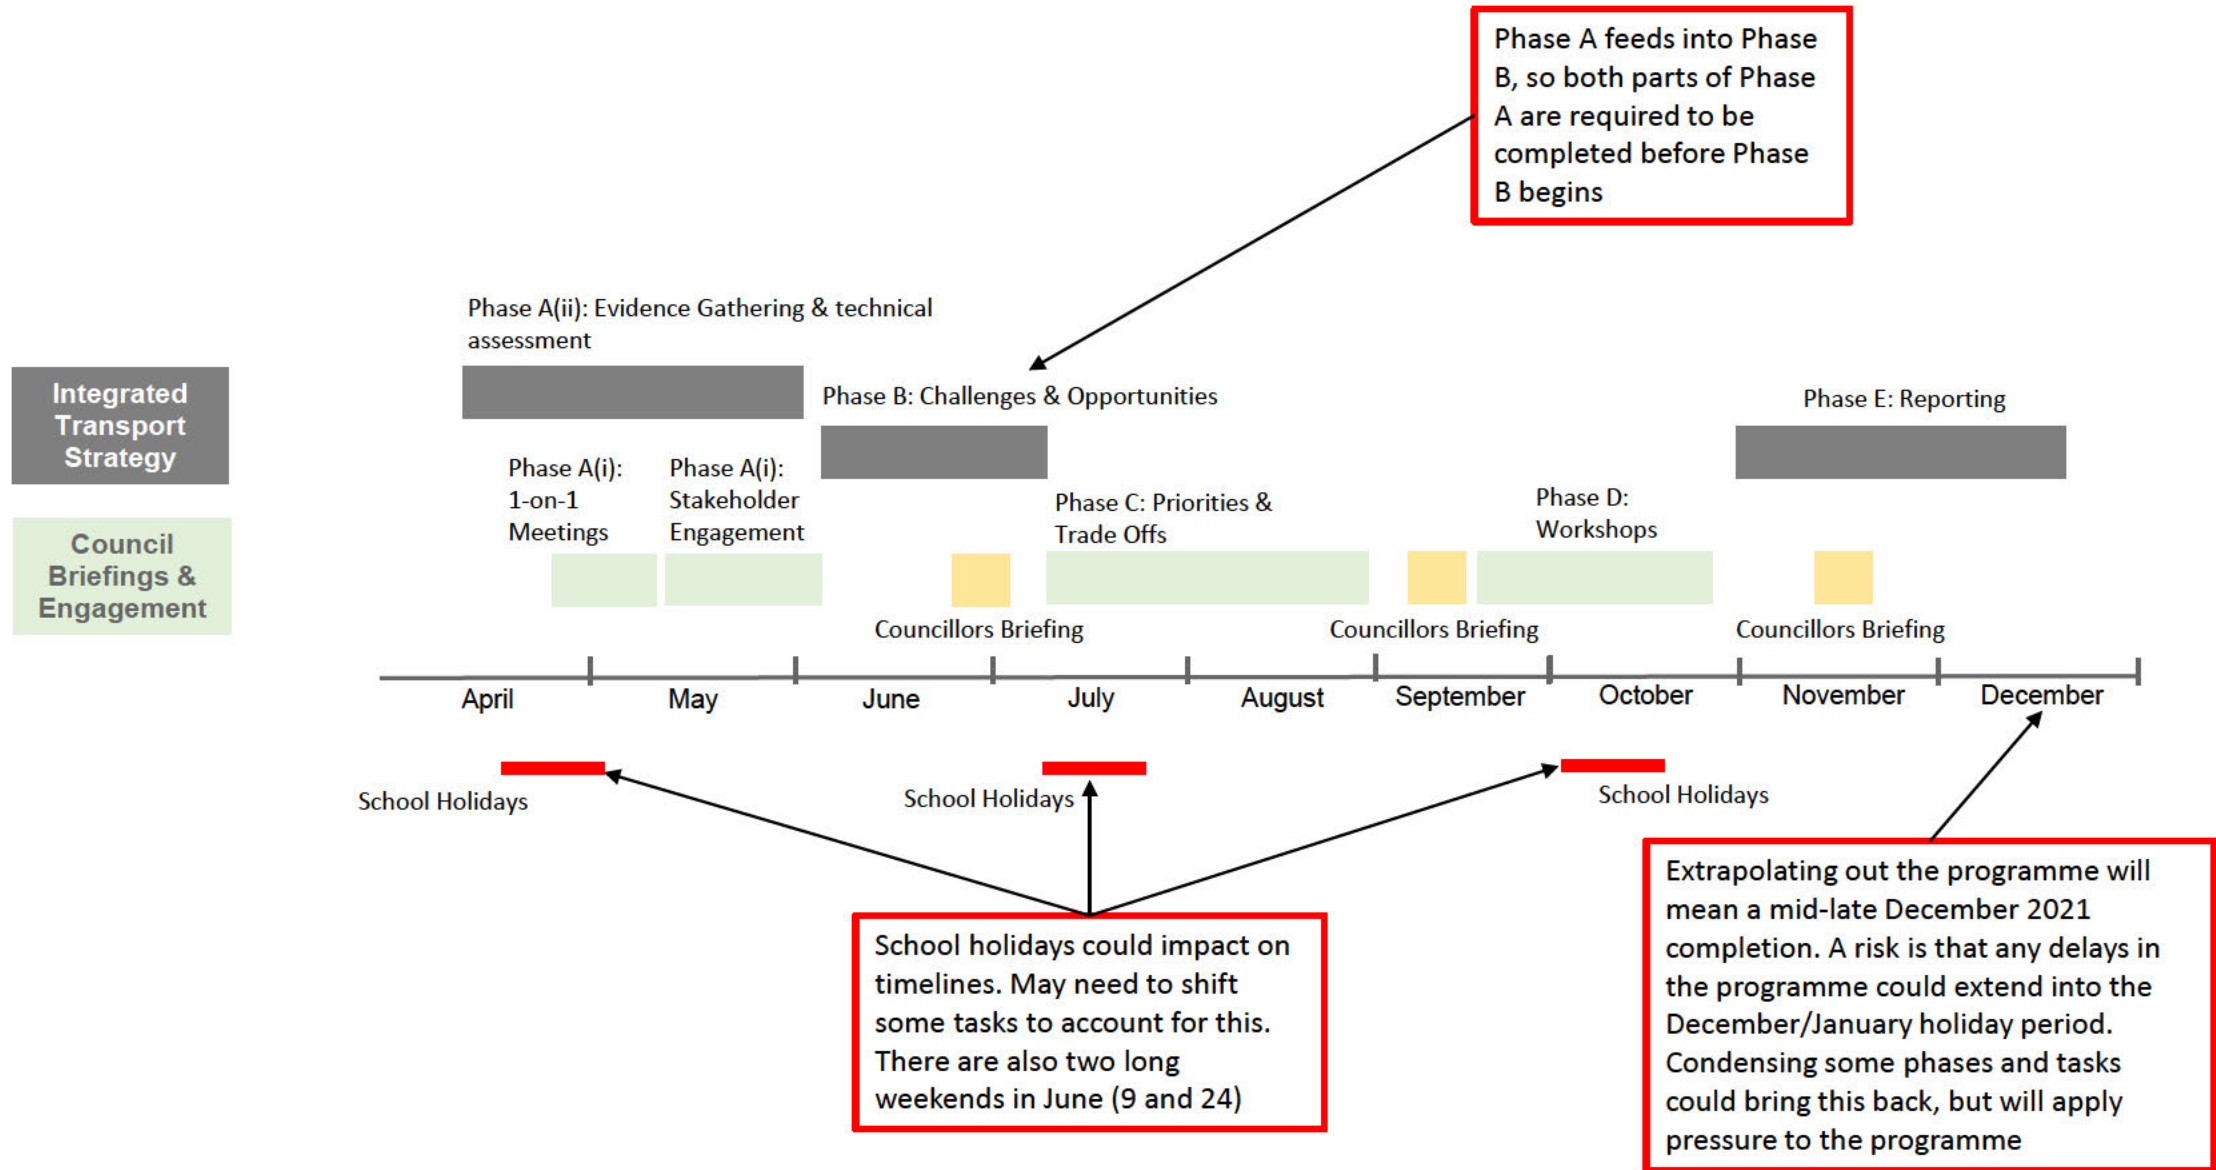 Phase A feeds into Phase
B, so both parts of Phase
A are required to be
completed before Phase
B begins
Phase A(ii): Evidence Gathering & technical
assessment
Integrated
Transport
Strategy
Phase B: Challenges & Opportunities
Phase E: Reporting
Phase A(i):
1-on-1
Meetings
Phase A(i):
Stakeholder
Engagement
Phase C: Priorities &
Trade Offs
Phase D:
Workshops
Council
Briefings &
Engagement
Councillors Briefing
Councillors Briefing
Councillors Briefing
April
May
June
July
August
September
October
November
December
School Holidays
School Holidays
School Holidays
School holidays could impact on
timelines. May need to shift
some tasks to account for this.
There are also two long
weekends in June (9 and 24)
Extrapolating out the programme will
mean a mid-late December 2021
completion. A risk is that any delays in
the programme could extend into the
December/January holiday period.
Condensing some phases and tasks
could bring this back, but will apply
pressure to the programme